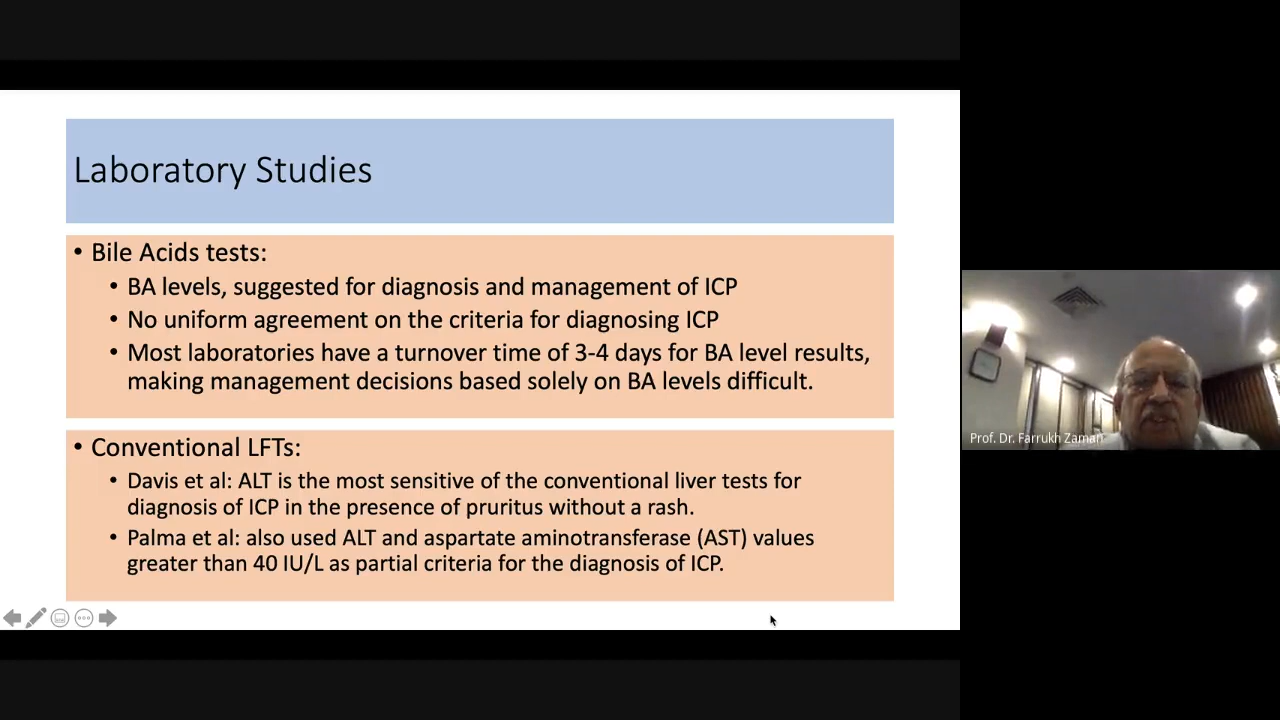 Laboratory Studies
• Bile Acids tests:
• BA levels, suggested for diagnosis and management of ICP
• No uniform agreement on the criteria for diagnosing ICP
• Most laboratories have a turnover time of 3-4 days for BA level results,
making management decisions based solely on BA levels difficult.
• Conventional LFTs:
• Davis et al: ALT is the most sensitive of the conventional liver tests for
diagnosis of ICP in the presence of pruritus without a rash.
• Palma et al: also used ALT and aspartate aminotransferase (AST) values
greater than 40 IU/L as partial criteria for the diagnosis of ICP.
Prof. Dr. Farrukh Zaman